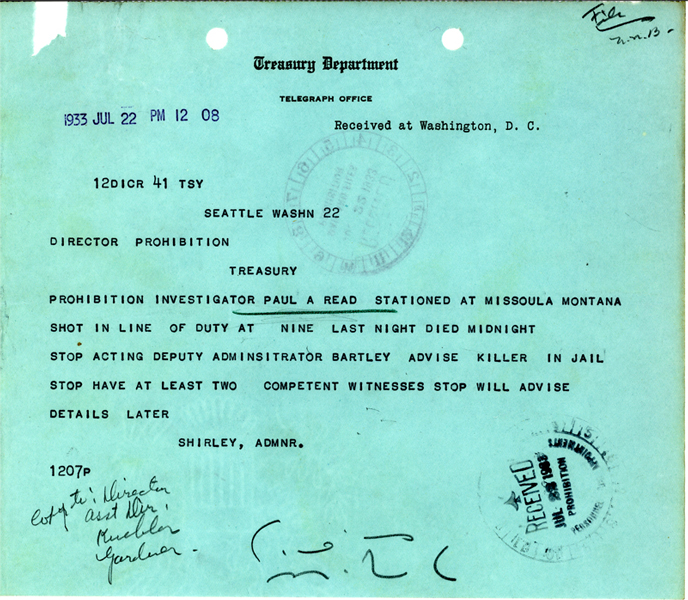 File
Treasury Department
TELEGRAPH OFFICE
1933 JUL 22 PM 12 08
Received at Washington, D. C.
12DICR 41 TSY
SEATTLE WASHN 22
DIRECTOR PROHIBITION
TREASURY
PROHIBITION INVESTIGATOR PAUL A READ STATIONED AT MISSOULA MONTANA
SHOT IN LINE OF DUTY AT NINE LAST NIGHT DIED MIDNIGHT
STOP ACTING DEPUTY ADMINSITRATOR BARTLEY ADVISE KILLER IN JAIL
STOP HAVE AT LEAST TWO COMPETENT WITNESSES STOP WILL ADVISE
DETAILS LATER
SHIRLEY, ADMNR.
1207P
to: Director
Asst Dir.
Gardner
RECEIVED
JUL 1933
PROHIBITION